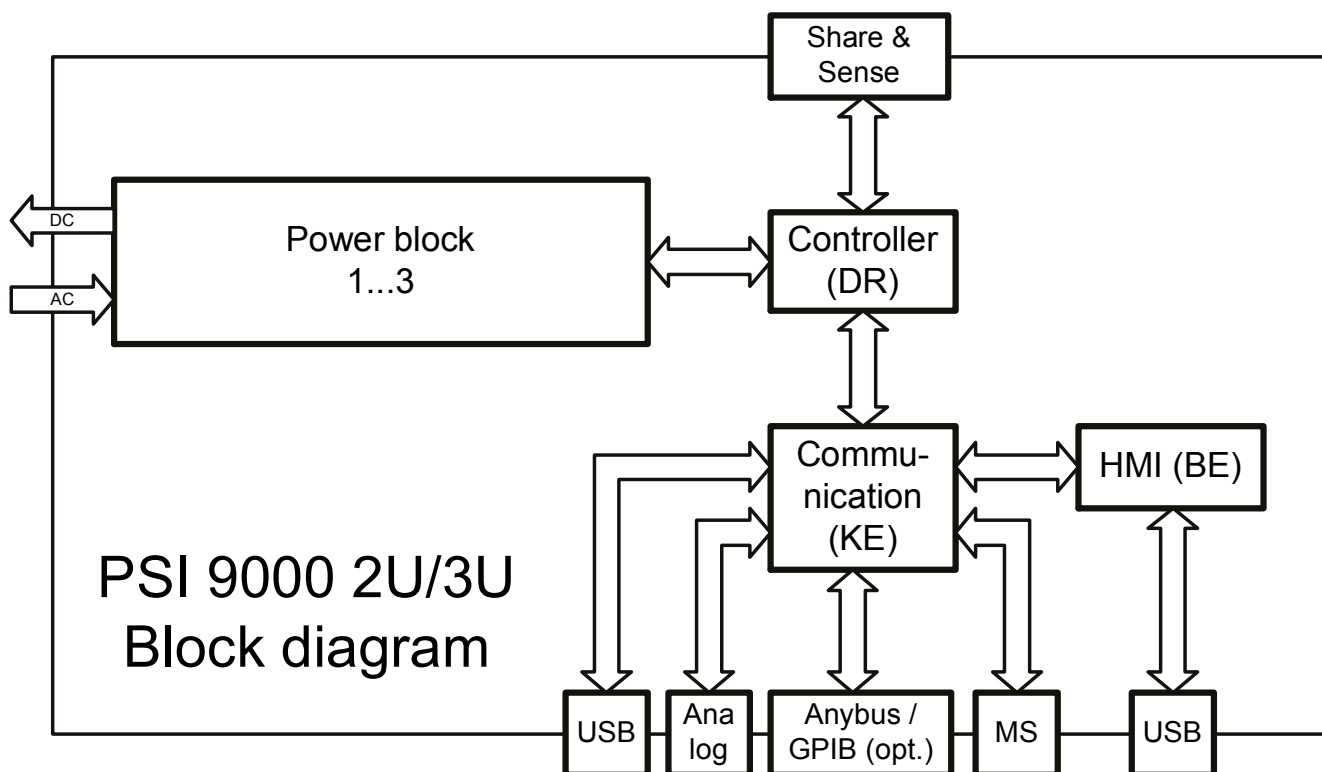 Share &
Sense
DC
AC
Power block
1...3
Controller
(DR)
Commu-
nication
(KE)
HMI (BE)
PSI 9000 2U/3U
Block diagram
USB
Ana
log
Anybus /
GPIB (opt.)
MS
USB